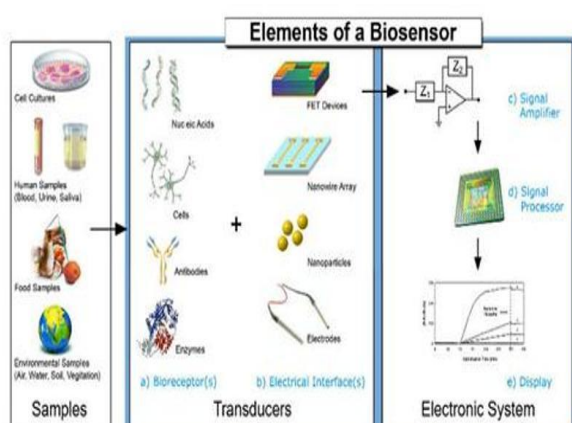 Elements of a Biosensor
Cell Cultures
Human Samples
(Blood, Urine, Saliva)
Food Samples
Environmental Samples
(Air, Water, Soil, Vegitation)
Samples
Nuc eic Acids
Cells
Antibodies
Enzymes
a) Bioreceptor(s)
+
FET Devices
Nanowire Array
Nanoparticles
Electrodes
b) Electrical Interface(s)
Transducers
Z1
Z2
c) Signal
Amplifier
d) Signal
Processor
e) Display
Electronic System